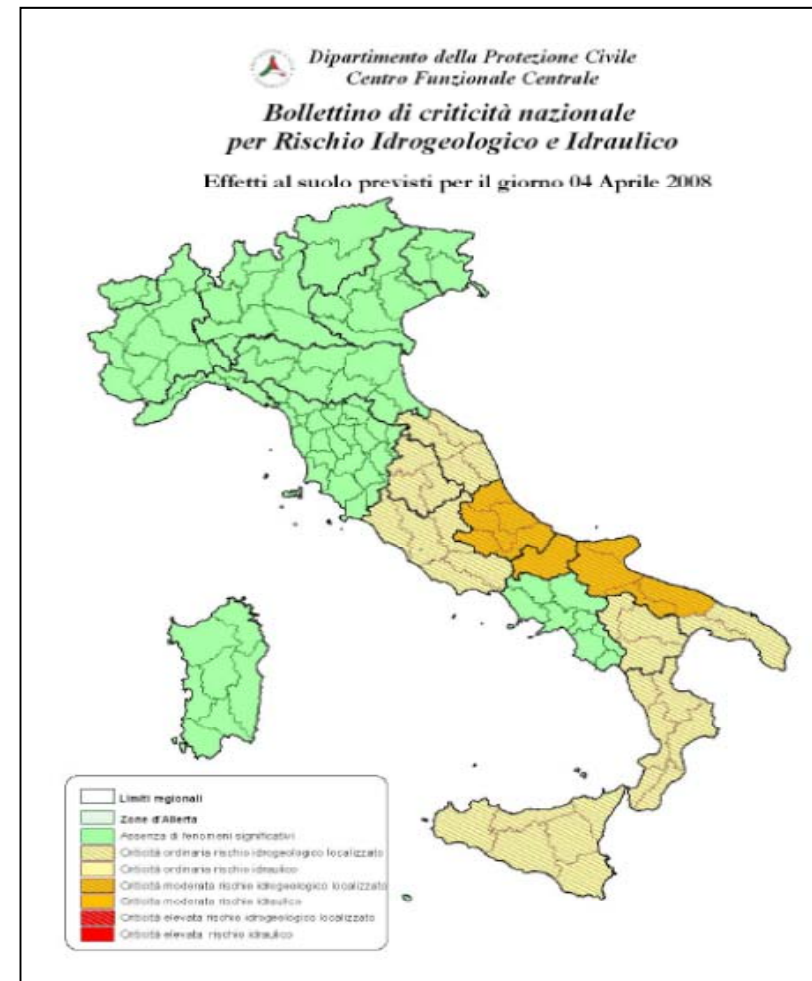 Dipartimento della Protezione Civile
Centro Funzionale Centrale
Bollettino di criticità nazionale
per Rischio Idrogeologico e Idraulico
Effetti al suolo previsti per il giorno 04 Aprile 2008
Limiti regionali
Zone d'Allerta
Assenza di fenomeni significativi
Criticità ordinaria rischio idrogeologico localizzato
Criticità ordinaria rischio idraulico
Criticità moderata rischio idrogeologico localizzato
Criticità moderata rischio idraulico
Criticità elevata rischio idrogeologico localizzato
Criticità elevata rischio idraulico